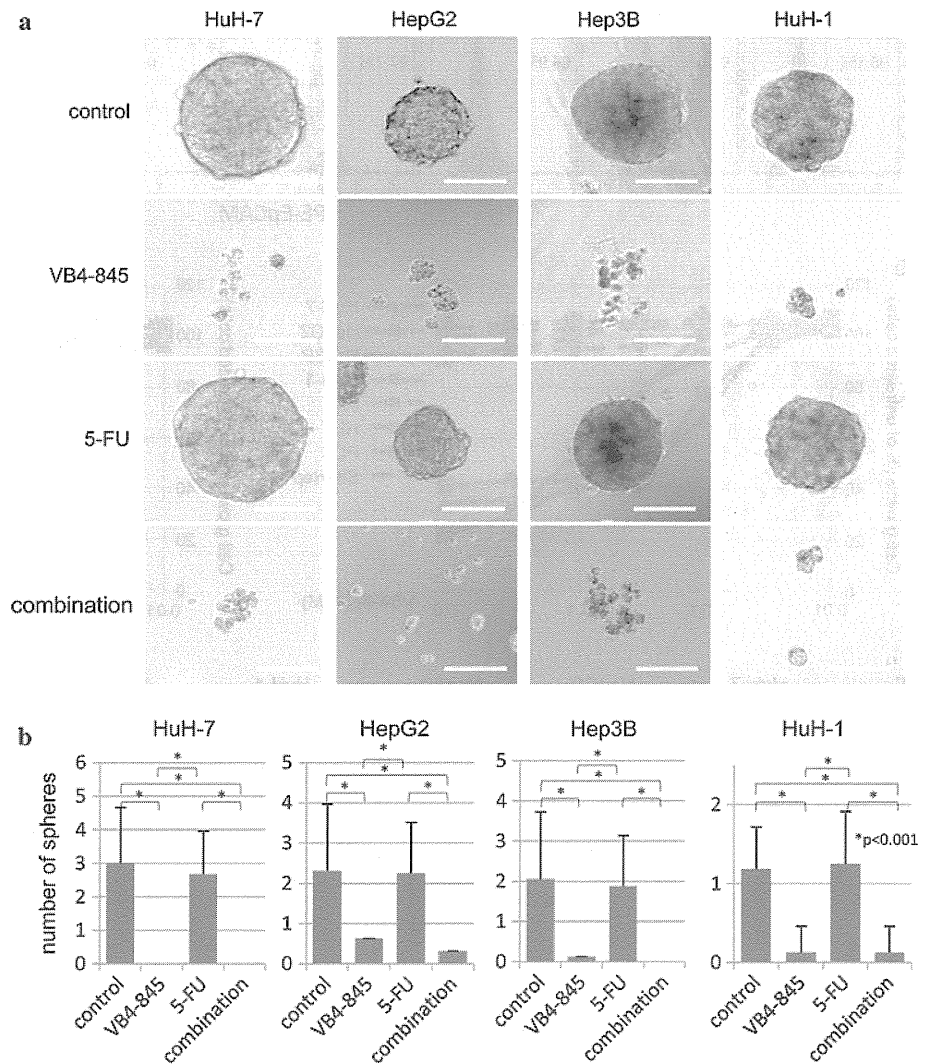 a
HuH-7 HepG2 Hep3B HuH-1
control
VB4-845
5-FU
combination
b
HuH-7 HepG2 Hep3B HuH-1
number of spheres
6
5
4
3
2
1
0
* * * * *
control VB4-845 5-FU combination
5
4
3
2
1
0
* * * * *
control VB4-845 5-FU combination
5
4
3
2
1
0
* * * * *
control VB4-845 5-FU combination
2
1
0
* * * * *
*p<0.001
control VB4-845 5-FU combination